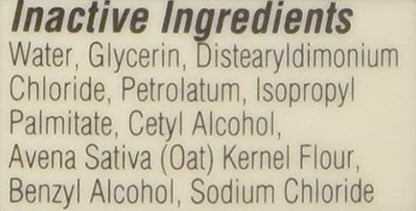 Inactive Ingredients
Water, Glycerin, Distearyldimonium
Chloride, Petrolatum, Isopropyl
Palmitate, Cetyl Alcohol,
Avena Sativa (Oat) Kernel Flour,
Benzyl Alcohol, Sodium Chloride